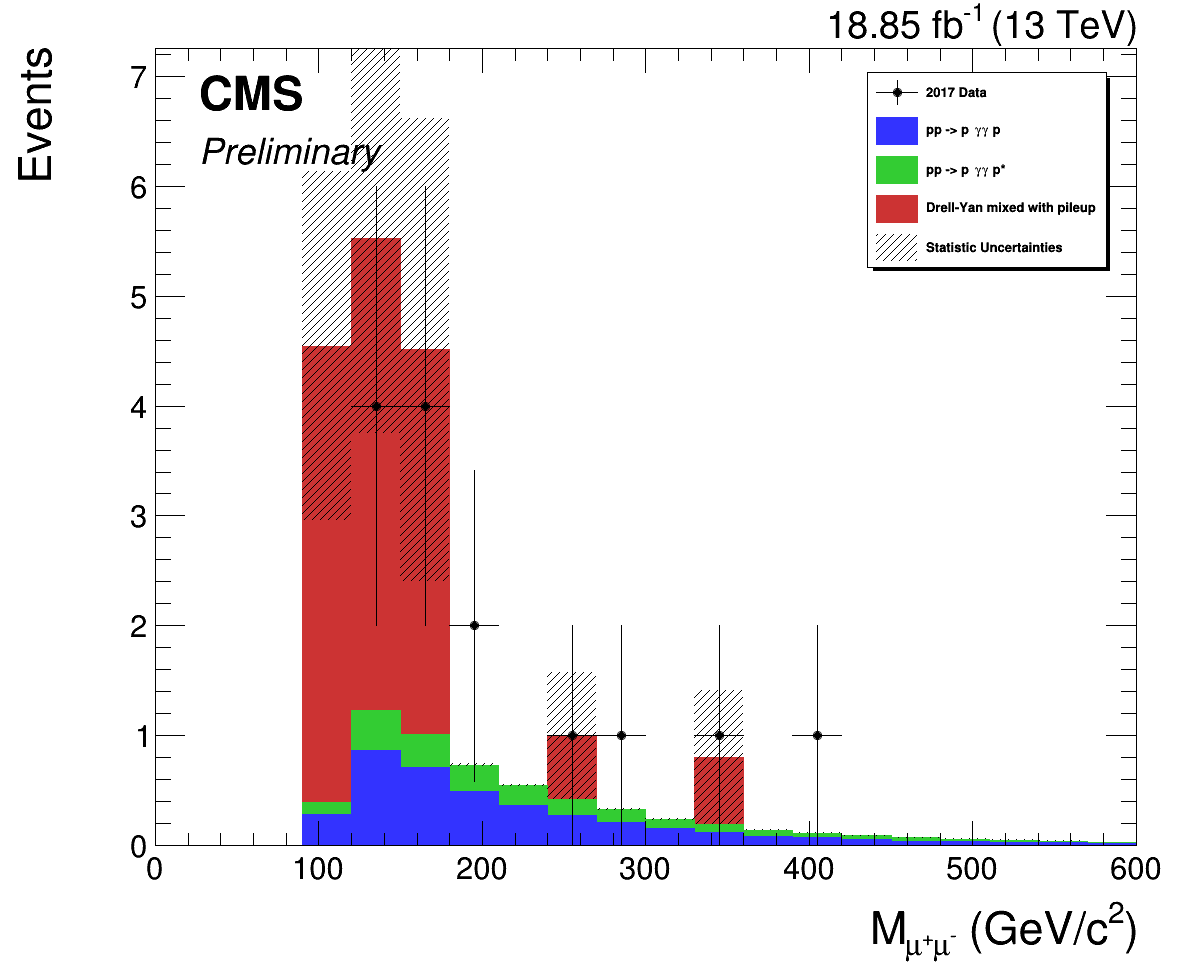 18.85 fb⁻¹ (13 TeV)
Events
CMS
Preliminary
2017 Data
pp -> p γγ p
pp -> p γγ p*
Drell-Yan mixed with pileup
Statistic Uncertainties
7
6
5
4
3
2
1
0
0 100 200 300 400 500 600
M_μ⁺μ⁻ (GeV/c²)